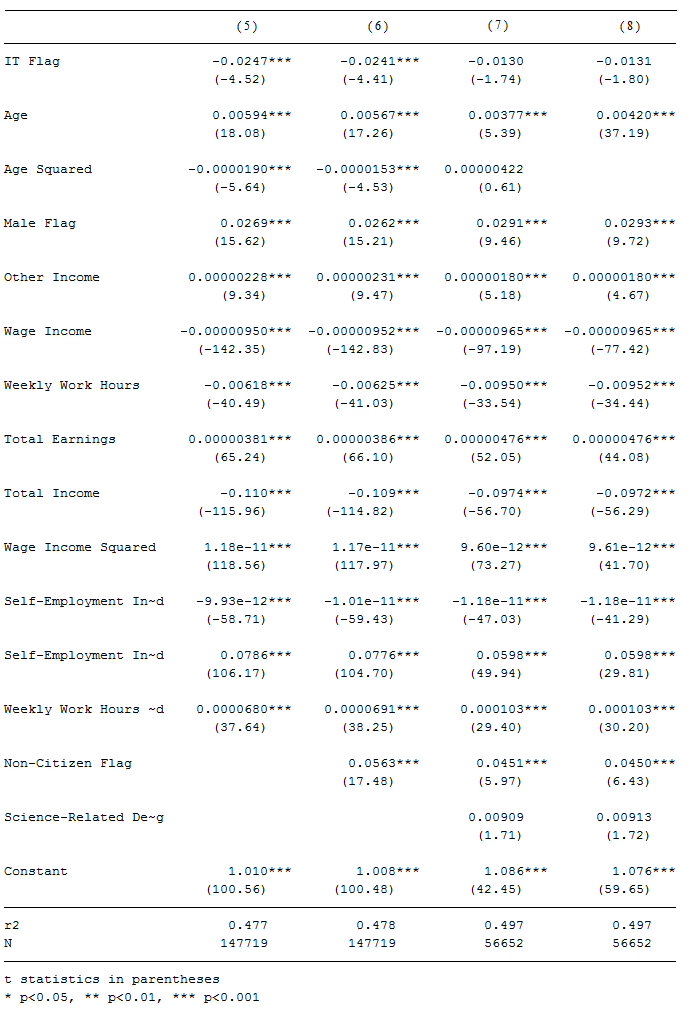 (5) (6) (7) (8)
IT Flag -0.0247*** -0.0241*** -0.0130 -0.0131
(-4.52) (-4.41) (-1.74) (-1.80)
Age 0.00594*** 0.00567*** 0.00377*** 0.00420***
(18.08) (17.26) (5.39) (37.19)
Age Squared -0.0000190*** -0.0000153*** 0.00000422
(-5.64) (-4.53) (0.61)
Male Flag 0.0269*** 0.0262*** 0.0291*** 0.0293***
(15.62) (15.21) (9.46) (9.72)
Other Income 0.00000228*** 0.00000231*** 0.00000180*** 0.00000180***
(9.34) (9.47) (5.18) (4.67)
Wage Income -0.00000950*** -0.00000952*** -0.00000965*** -0.00000965***
(-142.35) (-142.83) (-97.19) (-77.42)
Weekly Work Hours -0.00618*** -0.00625*** -0.00950*** -0.00952***
(-40.49) (-41.03) (-33.54) (-34.44)
Total Earnings 0.00000381*** 0.00000386*** 0.00000476*** 0.00000476***
(65.24) (66.10) (52.05) (44.08)
Total Income -0.110*** -0.109*** -0.0974*** -0.0972***
(-115.96) (-114.82) (-56.70) (-56.29)
Wage Income Squared 1.18e-11*** 1.17e-11*** 9.60e-12*** 9.61e-12***
(118.56) (117.97) (73.27) (41.70)
Self-Employment In~d -9.93e-12*** -1.01e-11*** -1.18e-11*** -1.18e-11***
(-58.71) (-59.43) (-47.03) (-41.29)
Self-Employment In~d 0.0786*** 0.0776*** 0.0598*** 0.0598***
(106.17) (104.70) (49.94) (29.81)
Weekly Work Hours ~d 0.0000680*** 0.0000691*** 0.000103*** 0.000103***
(37.64) (38.25) (29.40) (30.20)
Non-Citizen Flag 0.0563*** 0.0451*** 0.0450***
(17.48) (5.97) (6.43)
Science-Related De~g 0.00909 0.00913
(1.71) (1.72)
Constant 1.010*** 1.008*** 1.086*** 1.076***
(100.56) (100.48) (42.45) (59.65)
r2 0.477 0.478 0.497 0.497
N 147719 147719 56652 56652
t statistics in parentheses
* p<0.05, ** p<0.01, *** p<0.001